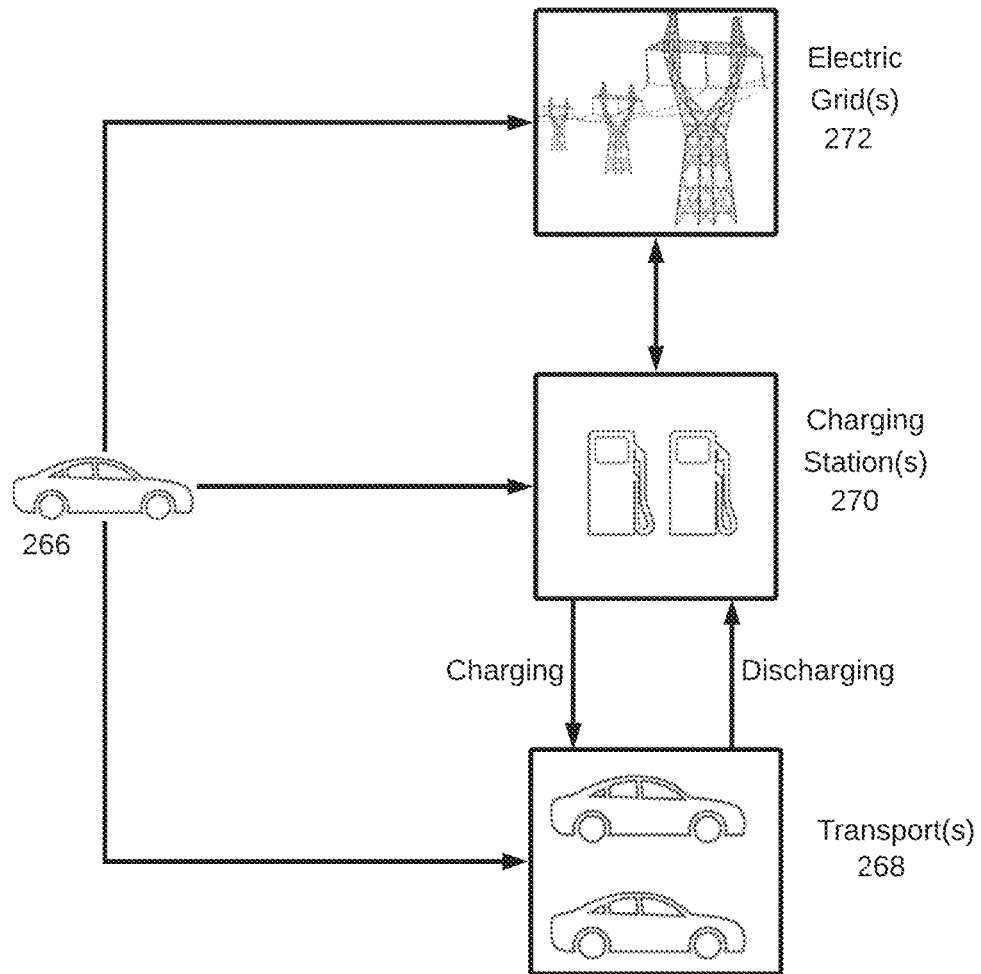 Electric
Grid(s)
272
Charging
Station(s)
270
266
Charging
Discharging
Transport(s)
268